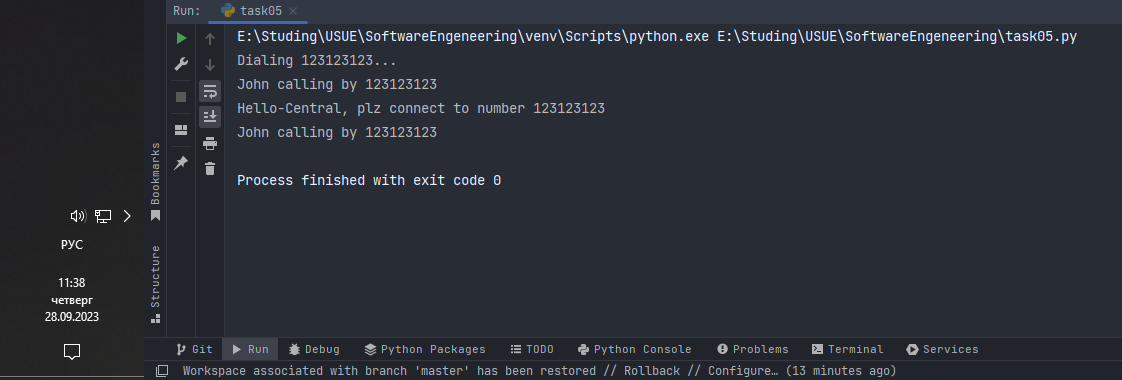 Run: task05
E:\Studing\USUE\SoftwareEngeneering\venv\Scripts\python.exe E:\Studing\USUE\SoftwareEngeneering\task05.py
Dialing 123123123...
John calling by 123123123
Hello-Central, plz connect to number 123123123
John calling by 123123123
Process finished with exit code 0
Bookmarks
Structure
РУС
11:38
четверг
28.09.2023
Git Run Debug Python Packages TODO Python Console Problems Terminal Services
Workspace associated with branch 'master' has been restored // Rollback // Configure… (13 minutes ago)